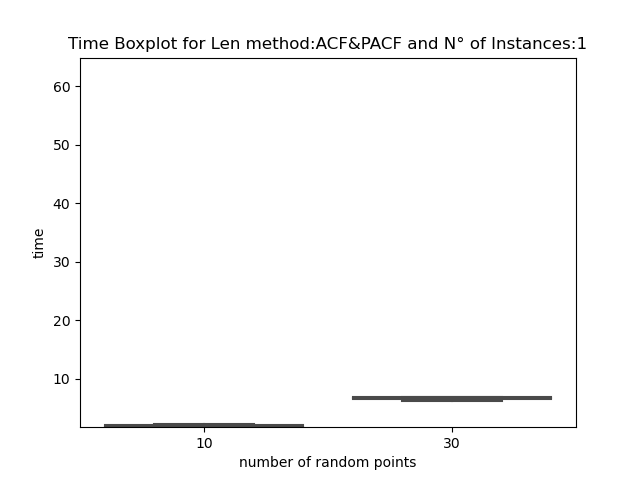 Time Boxplot for Len method:ACF&PACF and N° of Instances:1
60
50
40
30
20
10
time
10 30
number of random points